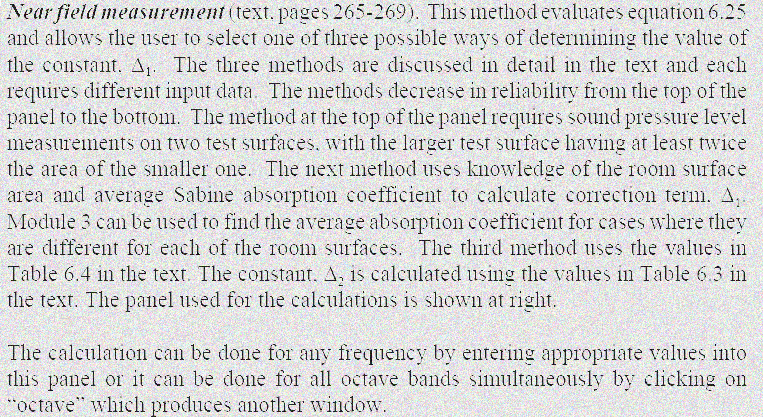 Near field measurement (text, pages 265-269). This method evaluates equation 6.25
and allows the user to select one of three possible ways of determining the value of
the constant, Δ₁. The three methods are discussed in detail in the text and each
requires different input data. The methods decrease in reliability from the top of the
panel to the bottom. The method at the top of the panel requires sound pressure level
measurements on two test surfaces, with the larger test surface having at least twice
the area of the smaller one. The next method uses knowledge of the room surface
area and average Sabine absorption coefficient to calculate correction term, Δ₁.
Module 3 can be used to find the average absorption coefficient for cases where they
are different for each of the room surfaces. The third method uses the values in
Table 6.4 in the text. The constant, Δ₂ is calculated using the values in Table 6.3 in
the text. The panel used for the calculations is shown at right.
The calculation can be done for any frequency by entering appropriate values into
this panel or it can be done for all octave bands simultaneously by clicking on
“octave” which produces another window.